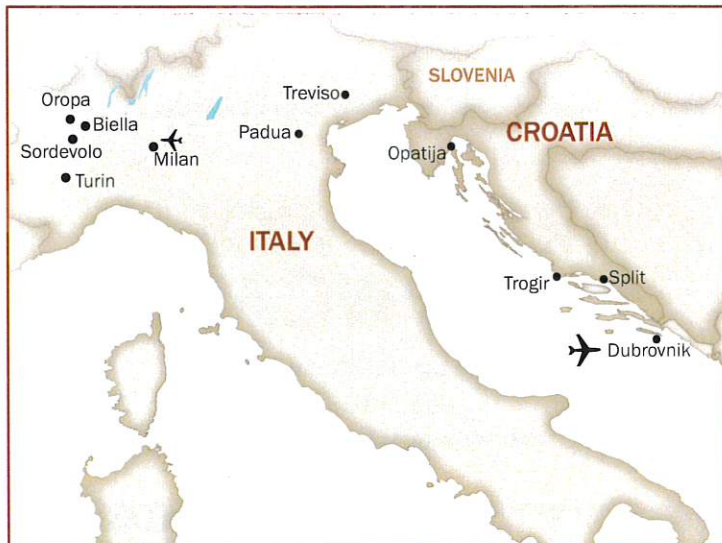 SLOVENIA
Treviso
Oropa
Biella
CROATIA
Padua
Sordevolo
Milan
Opatija
Turin
ITALY
Trogir
Split
Dubrovnik